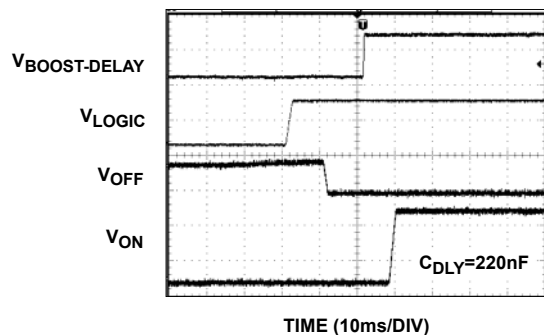 VBOOST-DELAY
VLOGIC
VOFF
VON
CDLY=220nF
TIME (10ms/DIV)